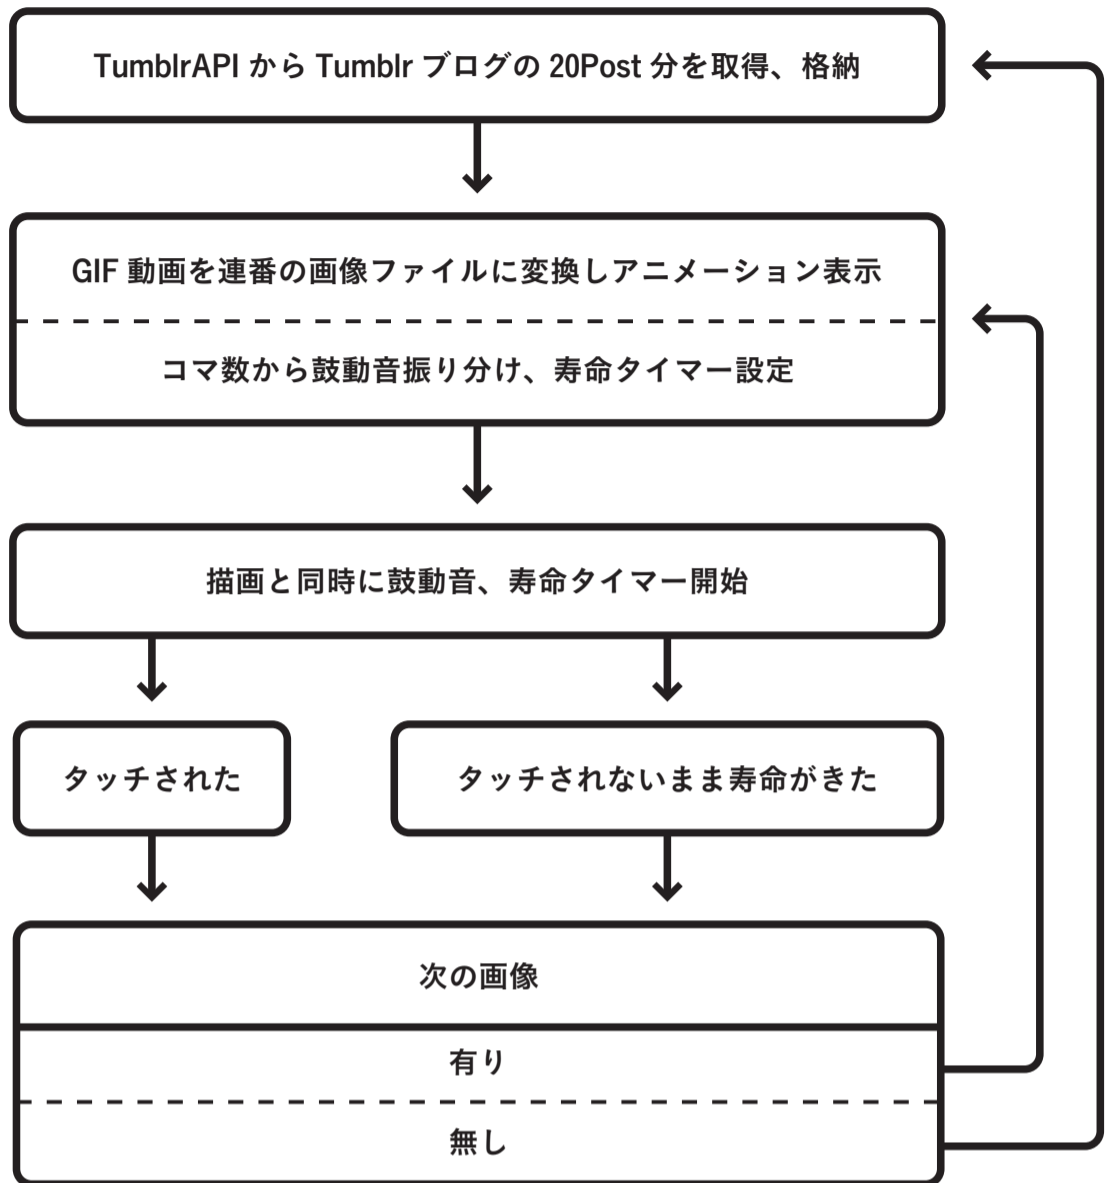 TumblrAPI から Tumblr ブログの 20Post 分を取得、格納
GIF 動画を連番の画像ファイルに変換しアニメーション表示
コマ数から鼓動音振り分け、寿命タイマー設定
描画と同時に鼓動音、寿命タイマー開始
タッチされた
タッチされないまま寿命がきた
次の画像
有り
無し